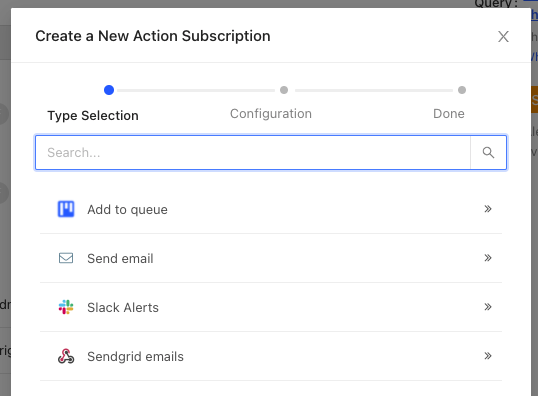 Query:
Create a New Action Subscription
Type Selection
Configuration
Done
Search...
Add to queue
Send email
Slack Alerts
Sendgrid emails